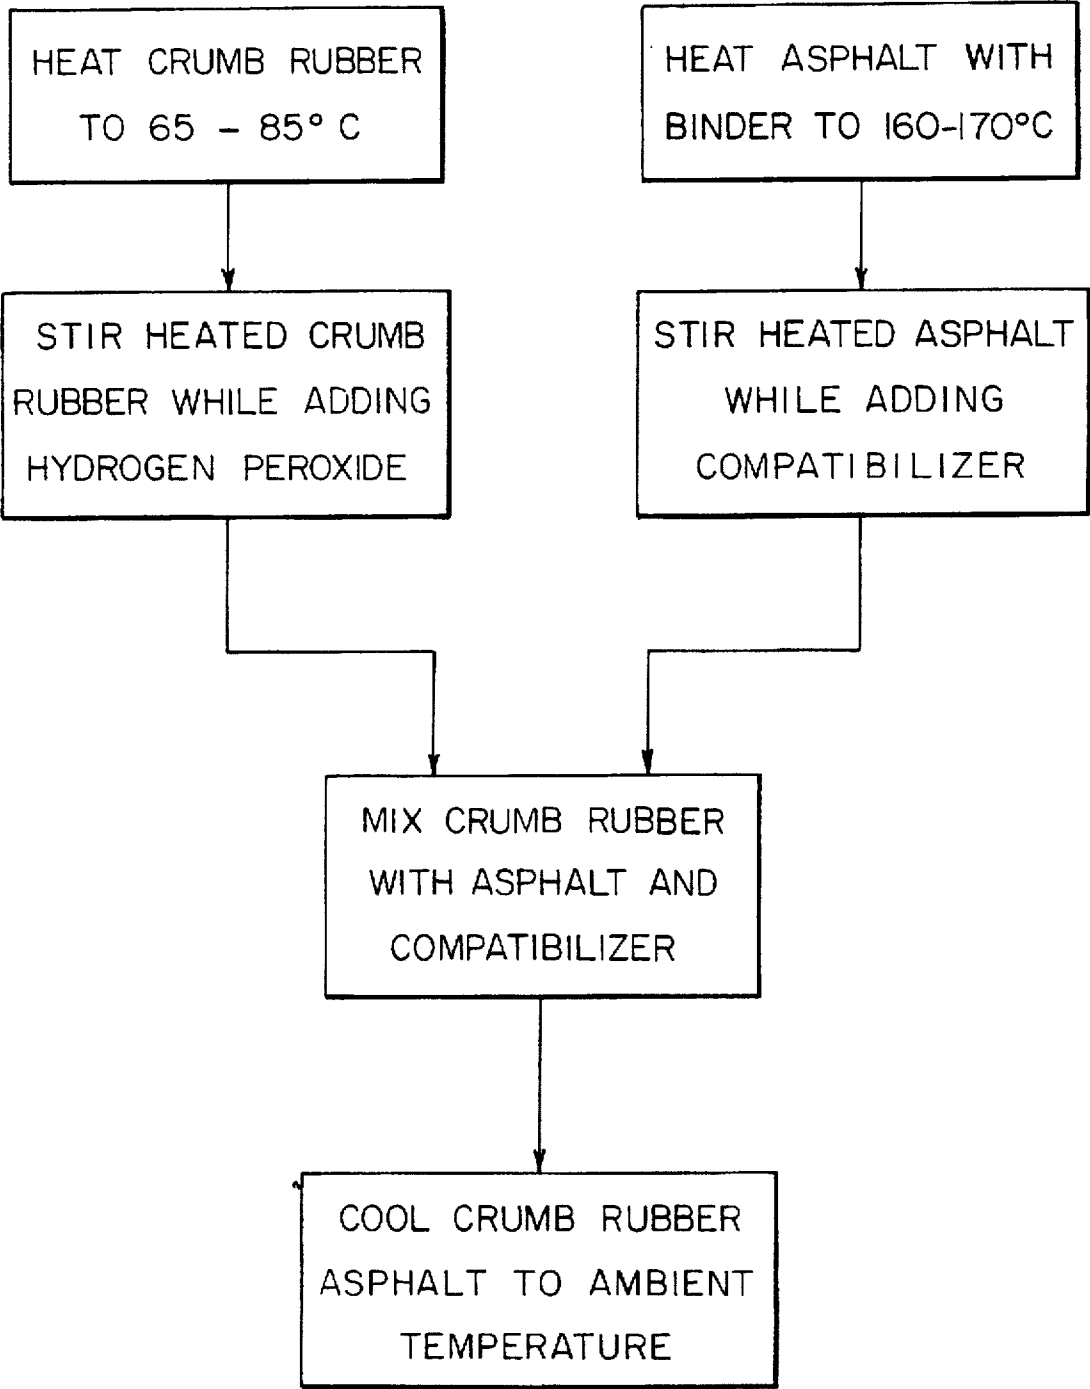 HEAT CRUMB RUBBER
TO 65 – 85° C
HEAT ASPHALT WITH
BINDER TO 160-170°C
STIR HEATED CRUMB
RUBBER WHILE ADDING
HYDROGEN PEROXIDE
STIR HEATED ASPHALT
WHILE ADDING
COMPATIBILIZER
MIX CRUMB RUBBER
WITH ASPHALT AND
COMPATIBILIZER
COOL CRUMB RUBBER
ASPHALT TO AMBIENT
TEMPERATURE